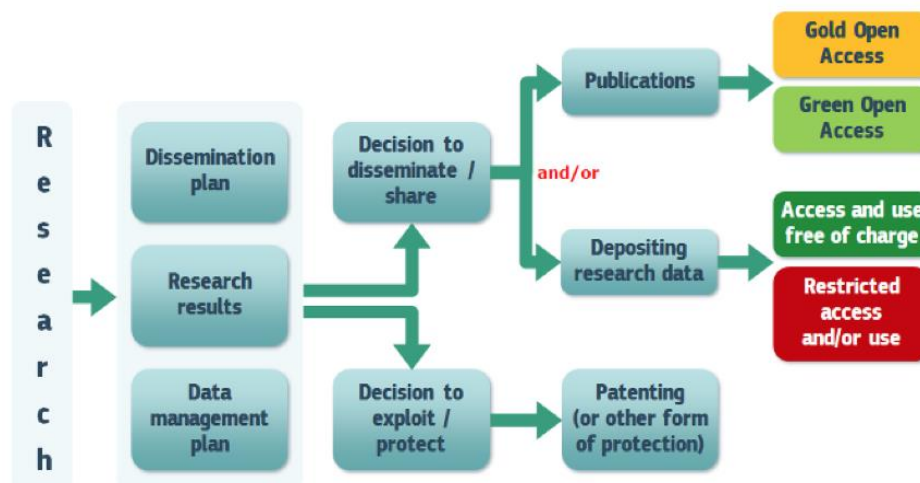 Research
Dissemination
plan
Research
results
Data
management
plan
Decision to
disseminate /
share
Decision to
exploit /
protect
and/or
Publications
Depositing
research data
Patenting
(or other form
of protection)
Gold Open
Access
Green Open
Access
Access and use
free of charge
Restricted
access
and/or use